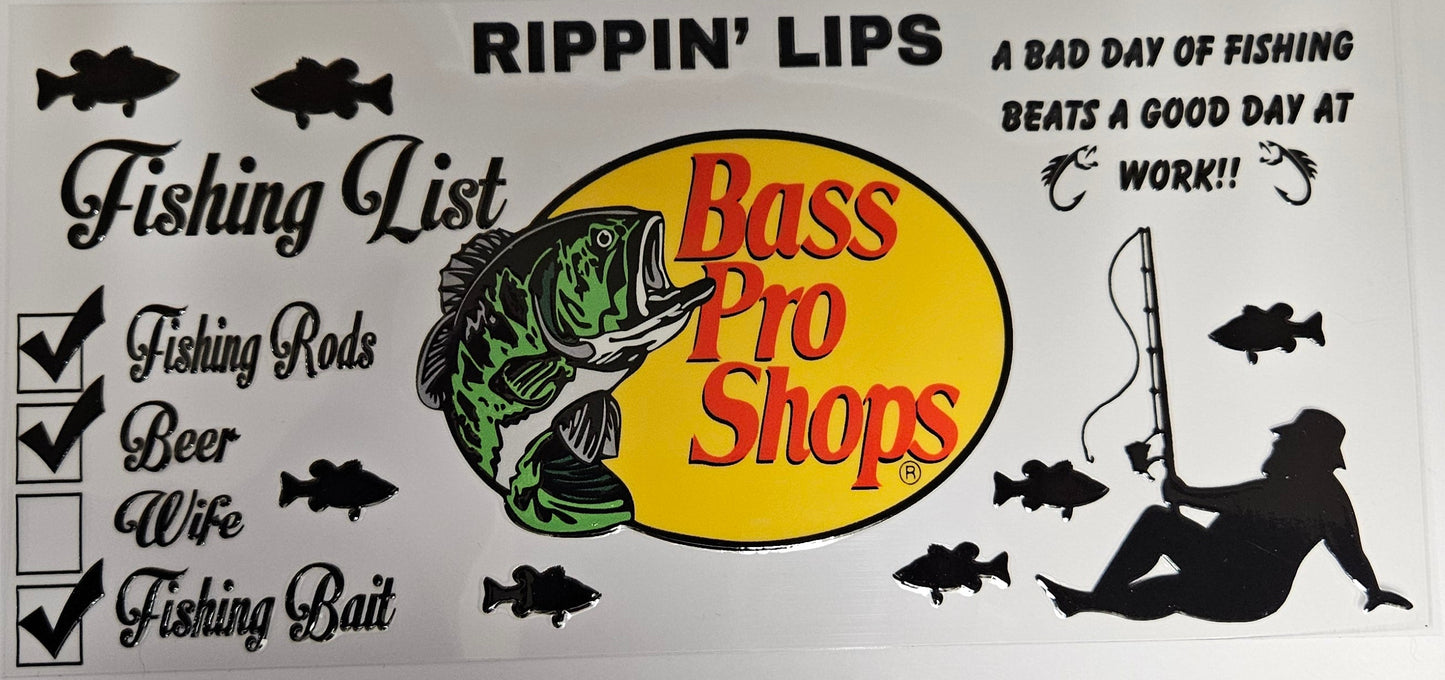 RIPPIN' LIPS
A BAD DAY OF FISHING
BEATS A GOOD DAY AT
WORK!!
Fishing List
Fishing Rods
Beer
Wife
Fishing Bait
Bass
Pro
Shops®